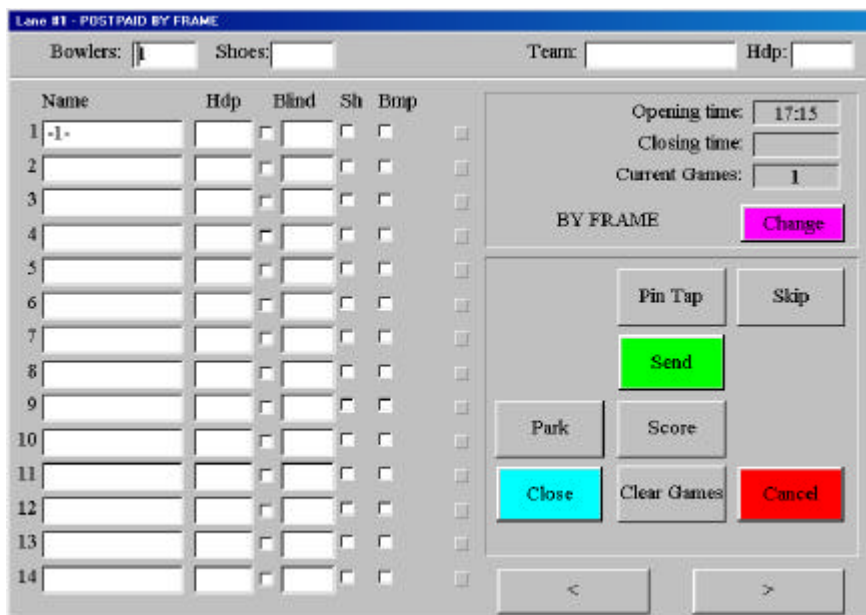 Lane #1 - POSTPAID BY FRAME
Bowlers: 1 Shoes: Team: Hdp:
Name Hdp Blind Sh Bmp
1 -1-
2
3
4
5
6
7
8
9
10
11
12
13
14
Opening time: 17:15
Closing time:
Current Games: 1
BY FRAME Change
Pin Tap Skip
Send
Park Score
Close Clear Games Cancel
< >